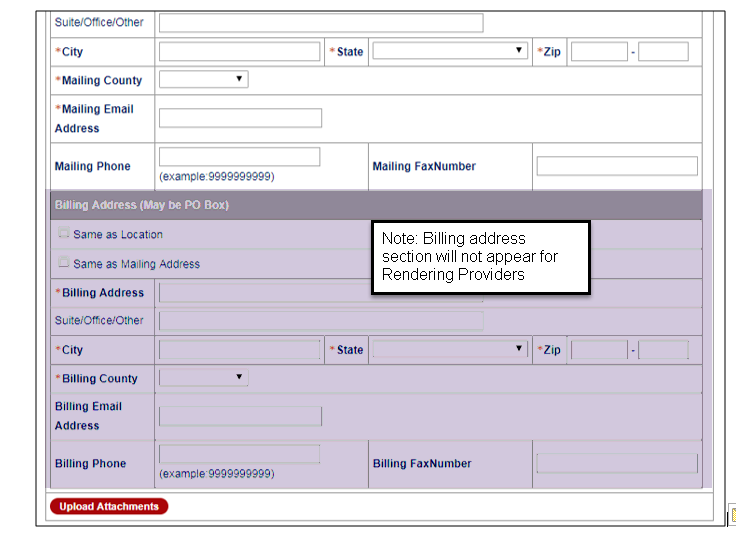 Suite/Office/Other
*City *State *Zip -
*Mailing County
*Mailing Email
Address
Mailing Phone (example:9999999999) Mailing FaxNumber
Billing Address (May be PO Box)
Same as Location
Same as Mailing Address
Note: Billing address
section will not appear for
Rendering Providers
*Billing Address
Suite/Office/Other
*City *State *Zip -
*Billing County
Billing Email
Address
Billing Phone (example:9999999999) Billing FaxNumber
Upload Attachments